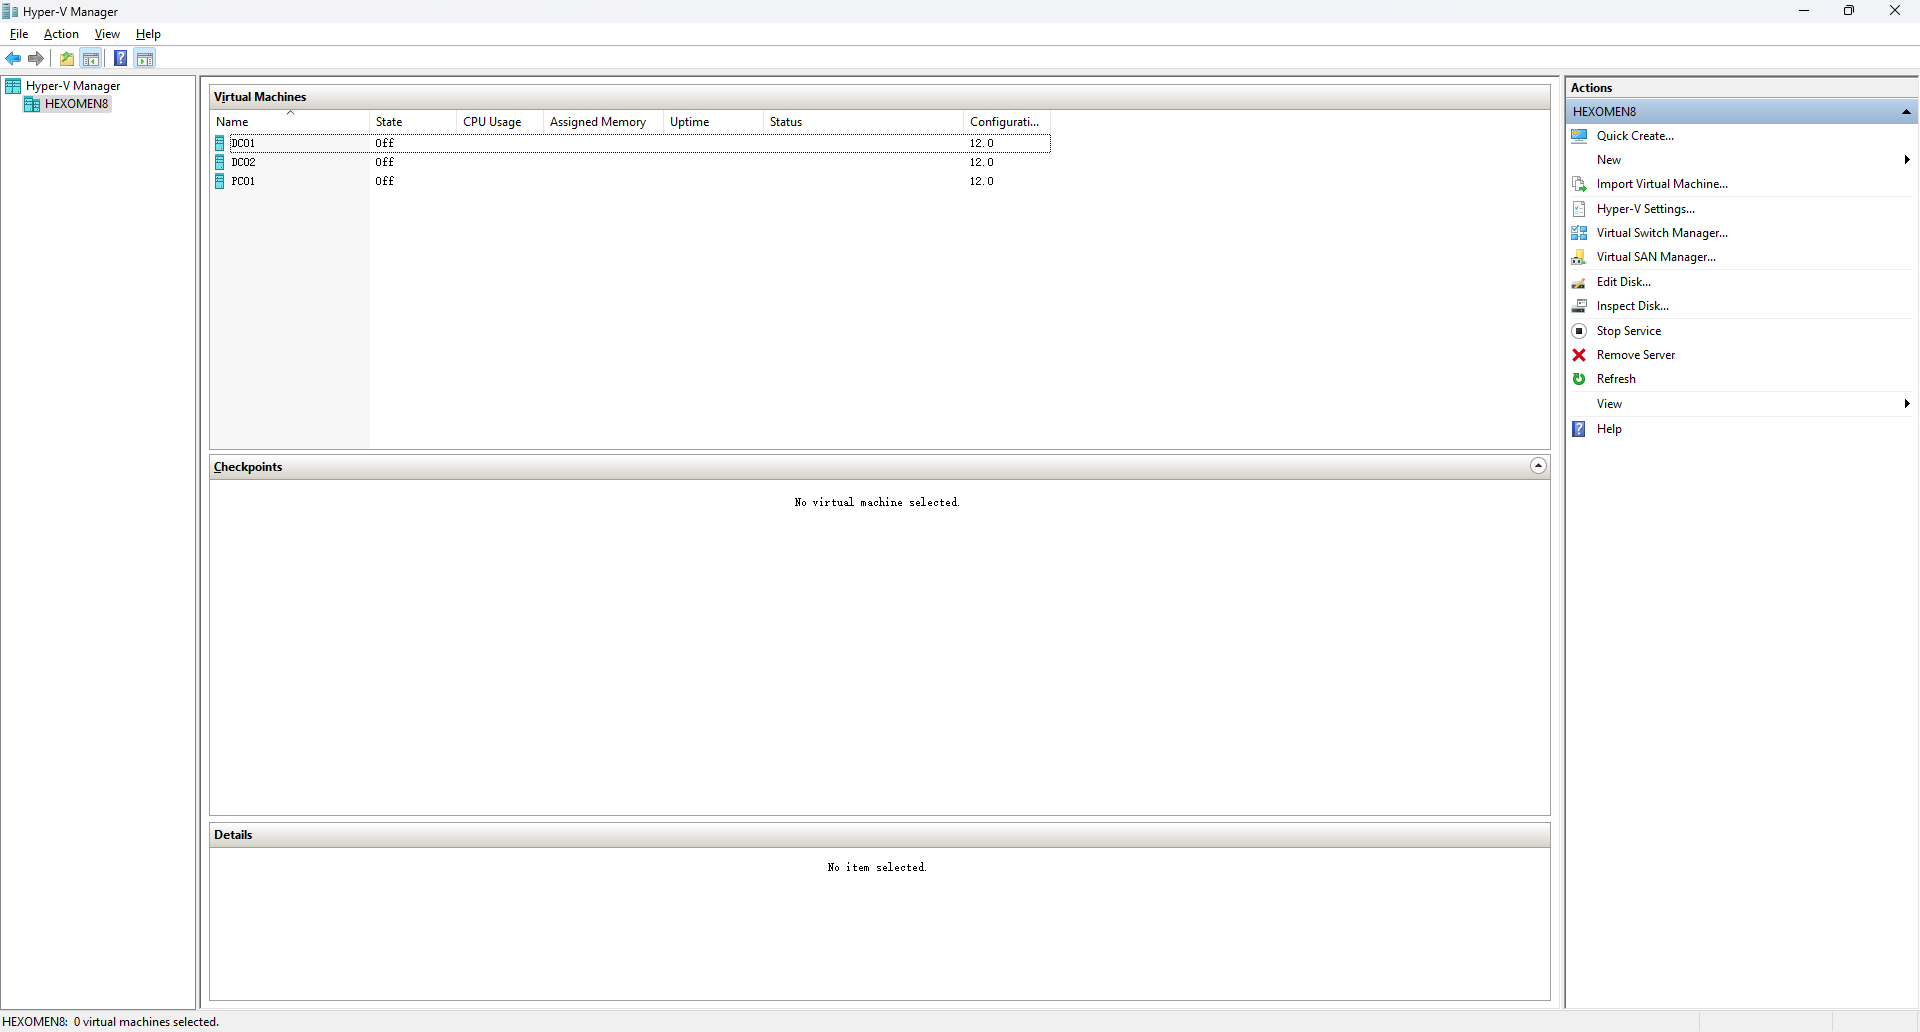 Hyper-V Manager
File Action View Help
Hyper-V Manager
HEXOMEN8
Virtual Machines
Name State CPU Usage Assigned Memory Uptime Status Configurati...
DC01 Off 12.0
DC02 Off 12.0
PC01 Off 12.0
Checkpoints
No virtual machine selected.
Details
No item selected.
Actions
HEXOMEN8
Quick Create...
New
Import Virtual Machine...
Hyper-V Settings...
Virtual Switch Manager...
Virtual SAN Manager...
Edit Disk...
Inspect Disk...
Stop Service
Remove Server
Refresh
View
Help
HEXOMEN8: 0 virtual machines selected.